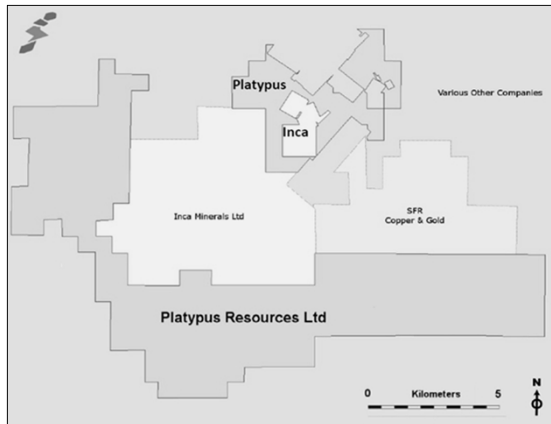 Platypus
Various Other Companies
Inca
Inca Minerals Ltd
SFR
Copper & Gold
Platypus Resources Ltd
0 Kilometers 5
N